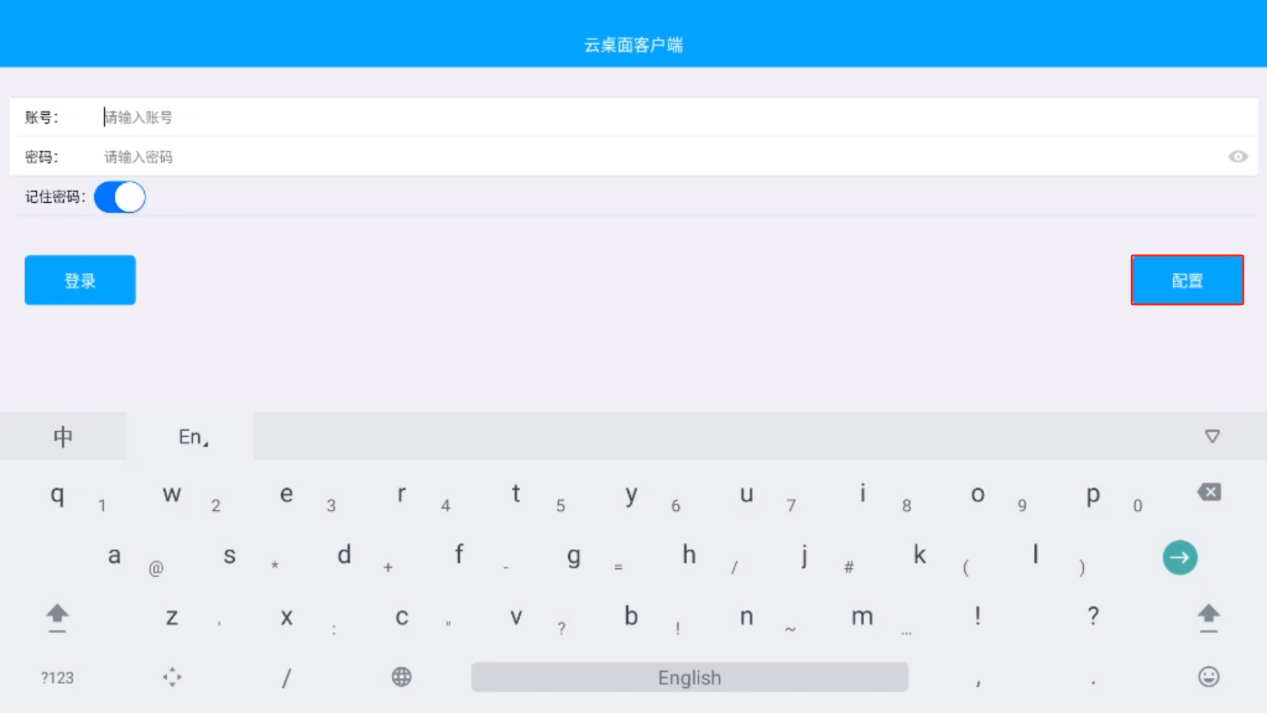 云桌面客户端
账号: 请输入账号
密码: 请输入密码
记住密码:
登录 配置
中 En
q 1 w 2 e 3 r 4 t 5 y 6 u 7 i 8 o 9 p 0
a @ s * d + f - g = h / j # k ( l )
z ' x : c " v ? b ! n ~ m ... ! ?
?123 / English , .